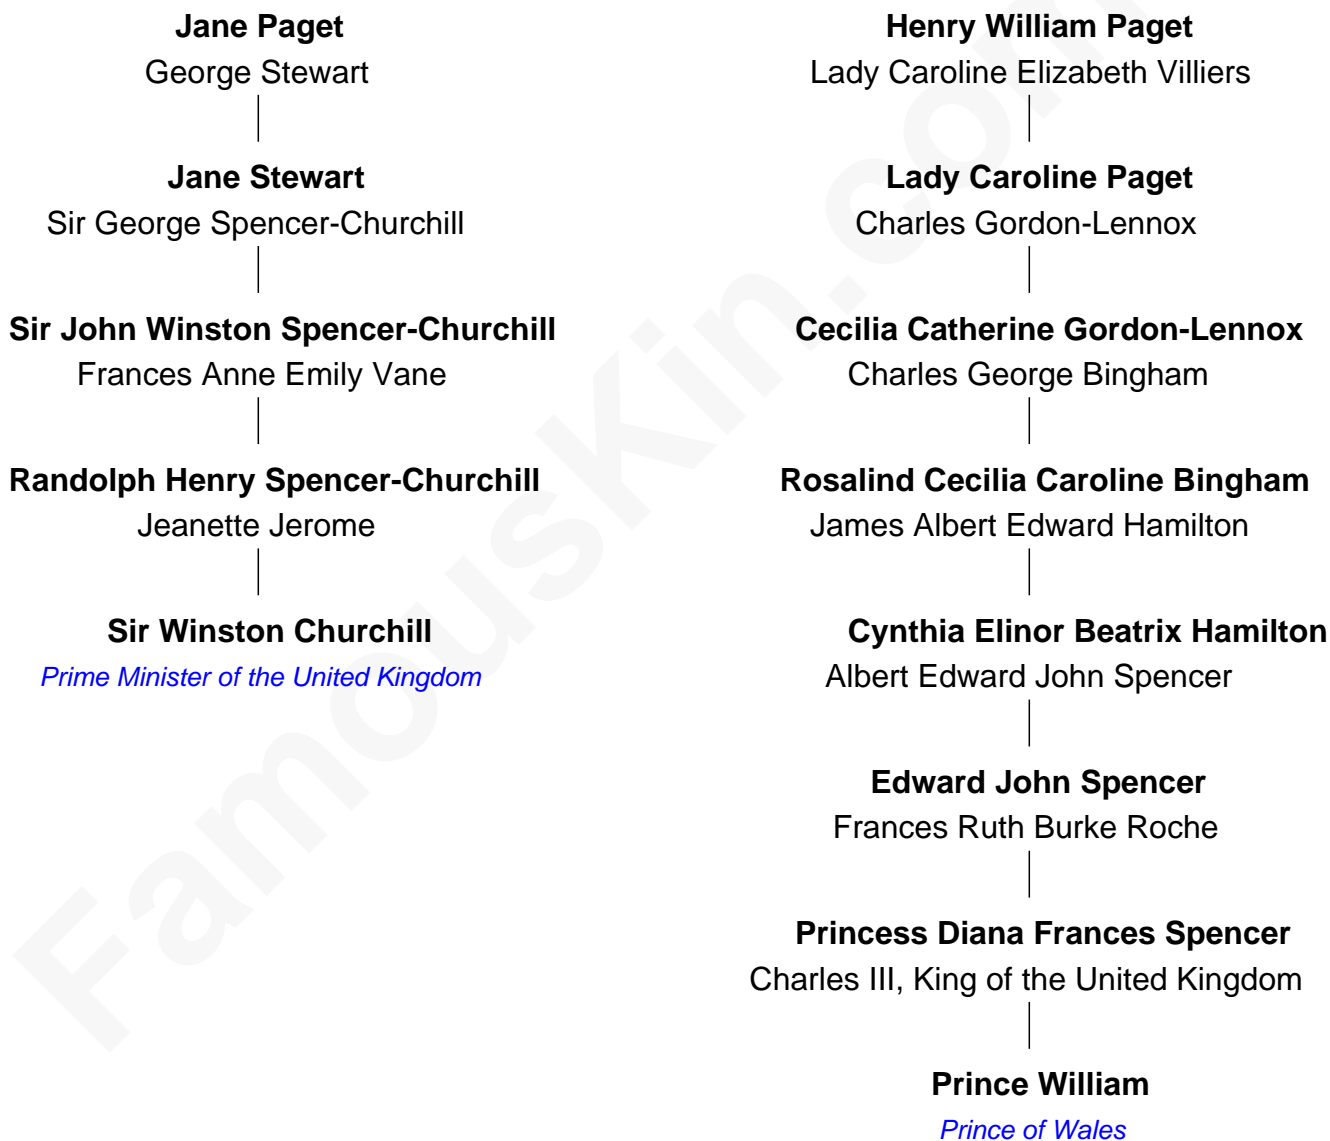 Jane Paget
George Stewart
Jane Stewart
Sir George Spencer-Churchill
Sir John Winston Spencer-Churchill
Frances Anne Emily Vane
Randolph Henry Spencer-Churchill
Jeanette Jerome
Sir Winston Churchill
Prime Minister of the United Kingdom
Henry William Paget
Lady Caroline Elizabeth Villiers
Lady Caroline Paget
Charles Gordon-Lennox
Cecilia Catherine Gordon-Lennox
Charles George Bingham
Rosalind Cecilia Caroline Bingham
James Albert Edward Hamilton
Cynthia Elinor Beatrix Hamilton
Albert Edward John Spencer
Edward John Spencer
Frances Ruth Burke Roche
Princess Diana Frances Spencer
Charles III, King of the United Kingdom
Prince William
Prince of Wales
FamousKin.com